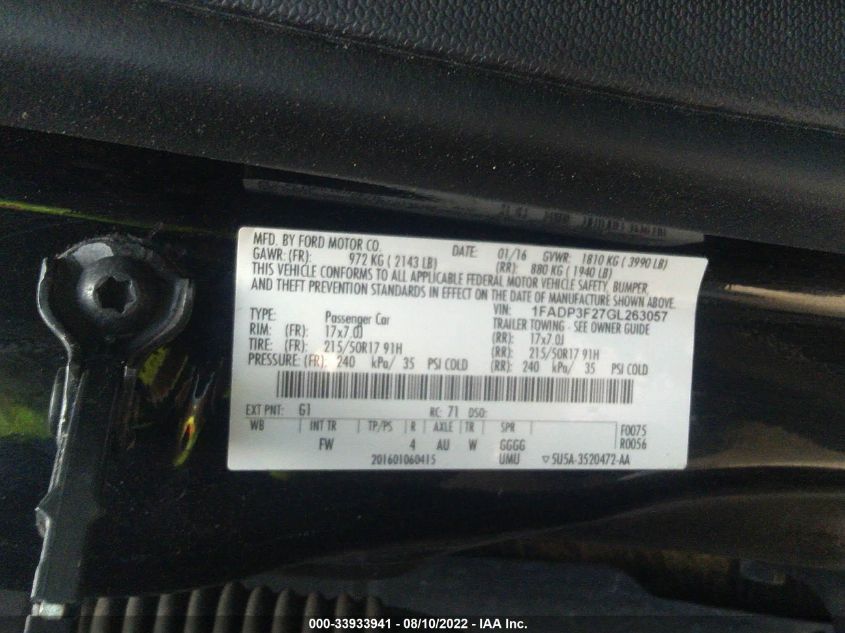 MFD. BY FORD MOTOR CO. DATE: 01/16 GVWR: 1810 KG ( 3990 LB)
GAWR: (FR): 972 KG ( 2143 LB) (RR): 880 KG ( 1940 LB)
THIS VEHICLE CONFORMS TO ALL APPLICABLE FEDERAL MOTOR VEHICLE SAFETY, BUMPER,
AND THEFT PREVENTION STANDARDS IN EFFECT ON THE DATE OF MANUFACTURE SHOWN ABOVE.
VIN: 1FADP3F27GL263057
TYPE: Passenger Car TRAILER TOWING - SEE OWNER GUIDE
RIM: (FR): 17x7.0J (RR): 17x7.0J
TIRE: (FR): 215/50R17 91H (RR): 215/50R17 91H
PRESSURE: (FR): 240 kPa/ 35 PSI COLD (RR): 240 kPa/ 35 PSI COLD
EXT PNT: G1 RC: 71 DSO:
WB INT TR TP/PS R AXLE TR SPR F0075
FW 4 AU W GGGG R0056
201601060415 UMU ▽ 5U5A-3520472-AA
000-33933941 - 08/10/2022 - IAA Inc.